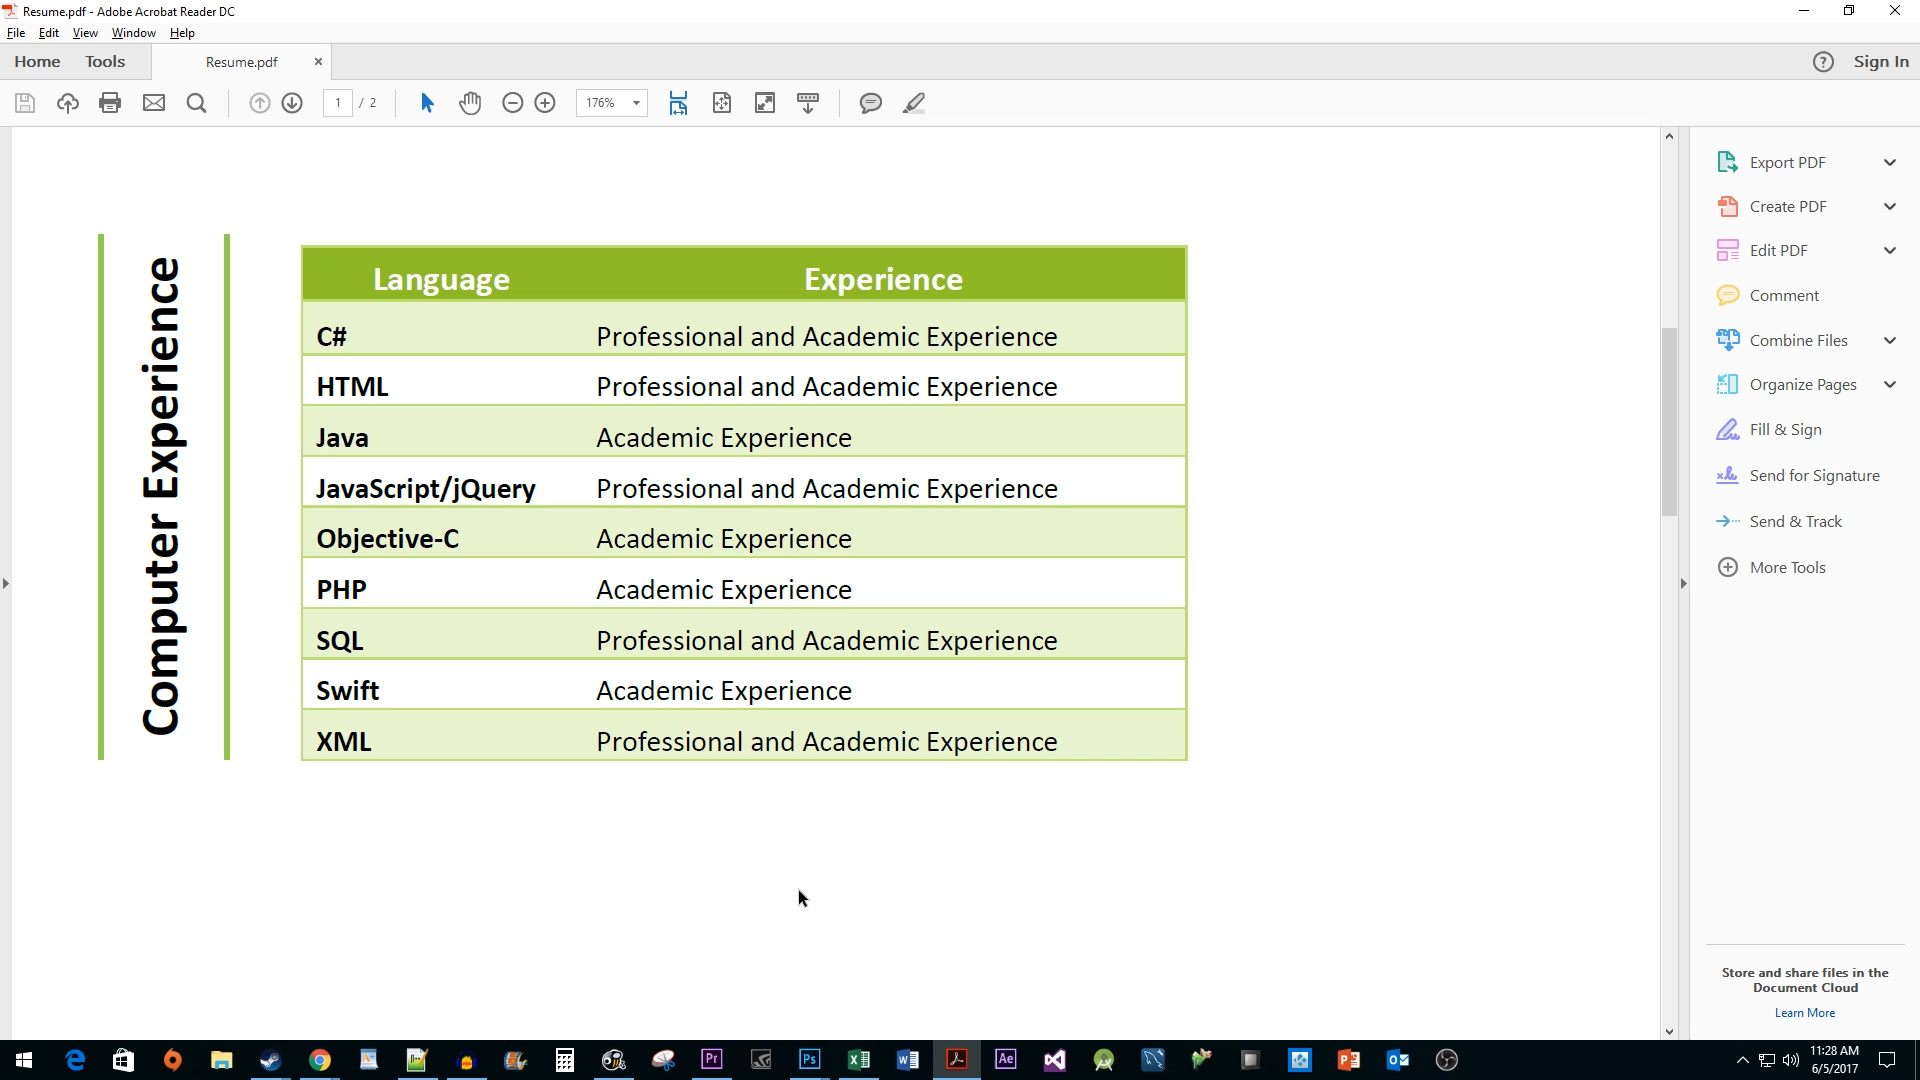 Resume.pdf - Adobe Acrobat Reader DC
File Edit View Window Help
Home Tools Resume.pdf Sign In
1 / 2 176%
Export PDF
Create PDF
Edit PDF
Comment
Combine Files
Organize Pages
Fill & Sign
Send for Signature
Send & Track
More Tools
Computer Experience
Language Experience
C# Professional and Academic Experience
HTML Professional and Academic Experience
Java Academic Experience
JavaScript/jQuery Professional and Academic Experience
Objective-C Academic Experience
PHP Academic Experience
SQL Professional and Academic Experience
Swift Academic Experience
XML Professional and Academic Experience
Store and share files in the
Document Cloud
Learn More
Pr Ps Ae
11:28 AM
6/5/2017